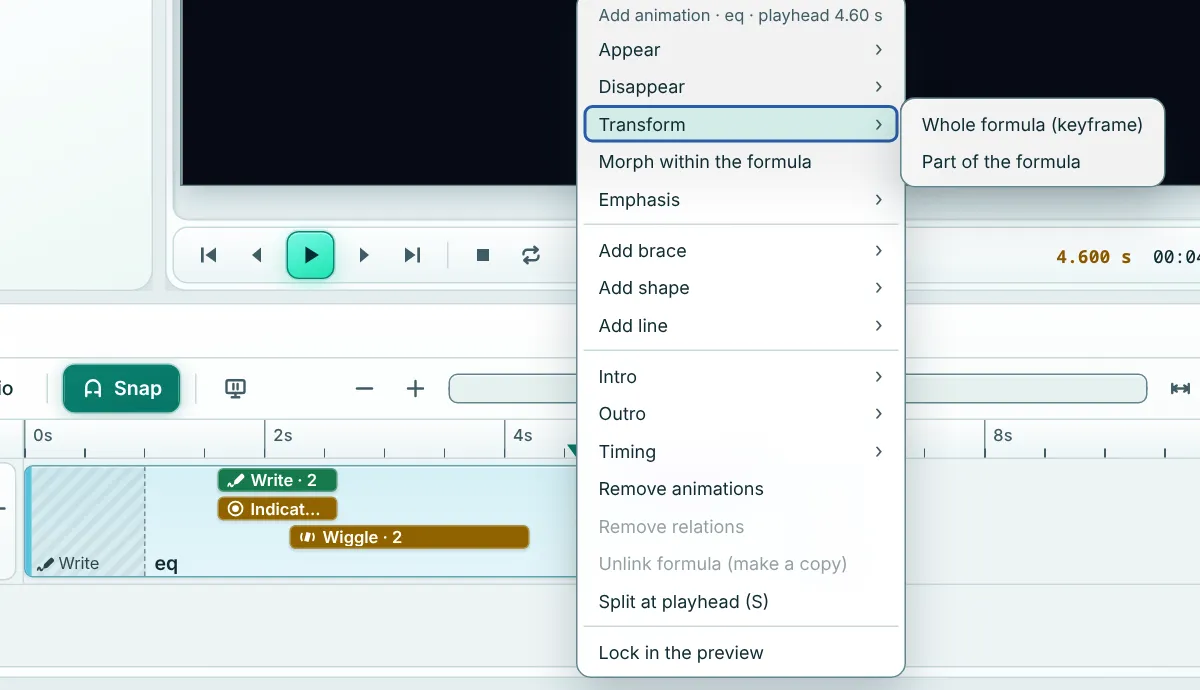 Add animation · eq · playhead 4.60 s
Appear
Disappear
Transform
Whole formula (keyframe)
Part of the formula
Morph within the formula
Emphasis
Add brace
Add shape
Add line
4.600 s 00:04
Snap
Intro
Outro
Timing
Remove animations
Remove relations
Unlink formula (make a copy)
Split at playhead (S)
Lock in the preview
0s 2s 4s 8s
Write · 2
Indicat...
Wiggle · 2
Write eq